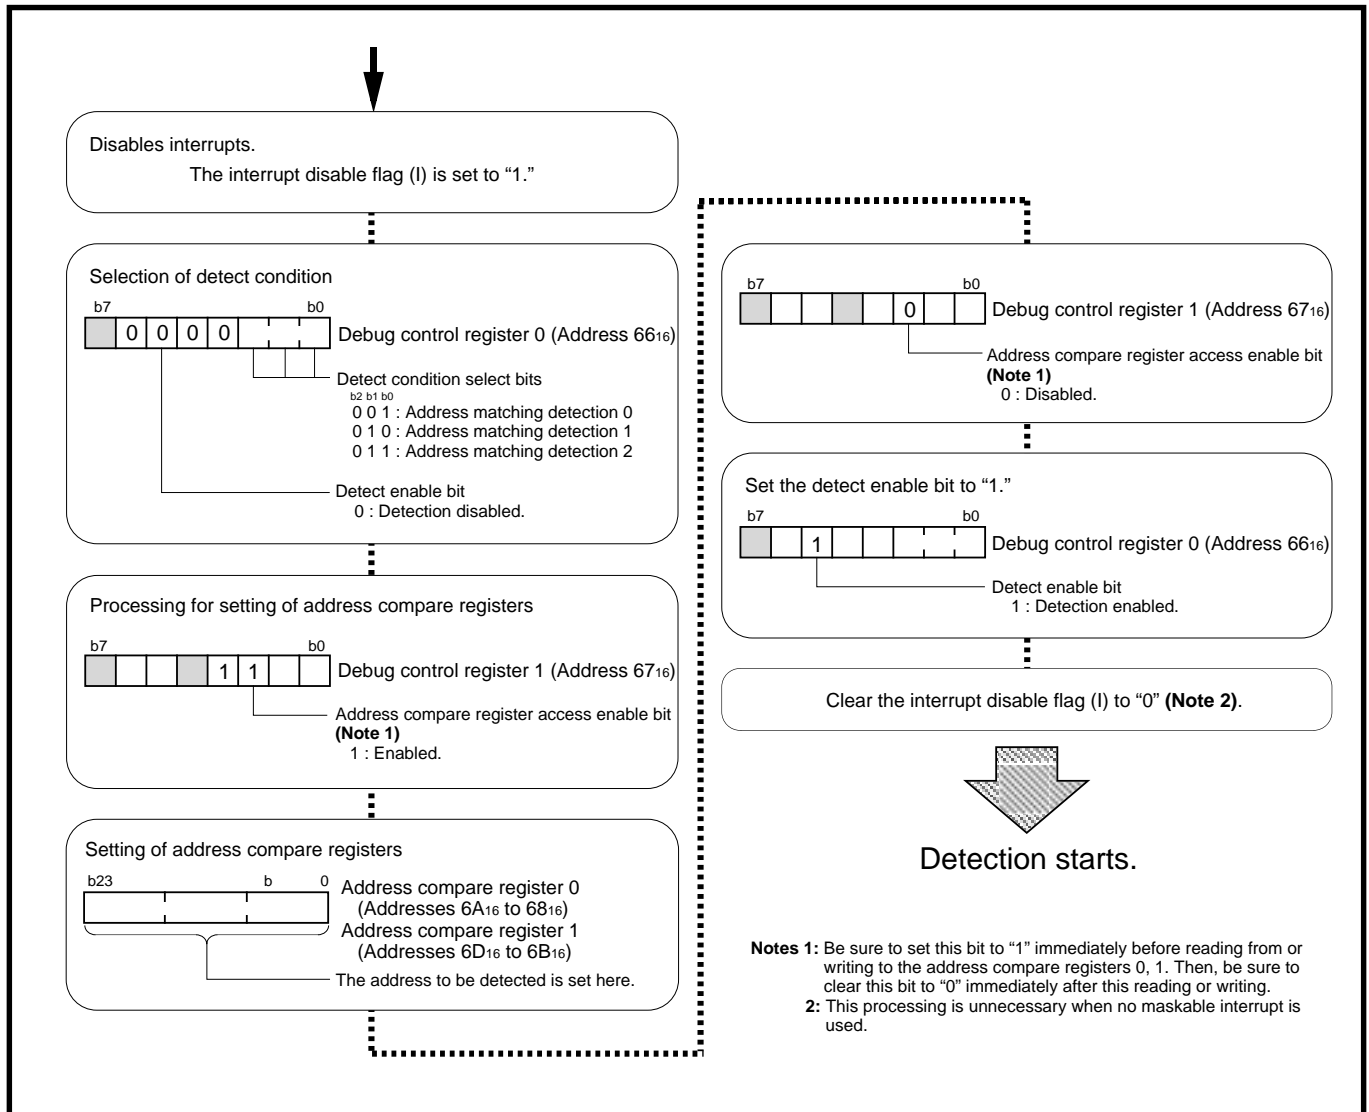 Disables interrupts.
The interrupt disable flag (I) is set to “1.”
Selection of detect condition
b7 b0
0 0 0 0 Debug control register 0 (Address 6616)
Detect condition select bits
b2 b1 b0
0 0 1 : Address matching detection 0
0 1 0 : Address matching detection 1
0 1 1 : Address matching detection 2
Detect enable bit
0 : Detection disabled.
Processing for setting of address compare registers
b7 b0
1 1 Debug control register 1 (Address 6716)
Address compare register access enable bit
(Note 1)
1 : Enabled.
Setting of address compare registers
b23 b 0
Address compare register 0
(Addresses 6A16 to 6816)
Address compare register 1
(Addresses 6D16 to 6B16)
The address to be detected is set here.
b7 b0
0 Debug control register 1 (Address 6716)
Address compare register access enable bit
(Note 1)
0 : Disabled.
Set the detect enable bit to “1.”
b7 b0
1 Debug control register 0 (Address 6616)
Detect enable bit
1 : Detection enabled.
Clear the interrupt disable flag (I) to “0” (Note 2).
Detection starts.
Notes 1: Be sure to set this bit to “1” immediately before reading from or
writing to the address compare registers 0, 1. Then, be sure to
clear this bit to “0” immediately after this reading or writing.
2: This processing is unnecessary when no maskable interrupt is
used.